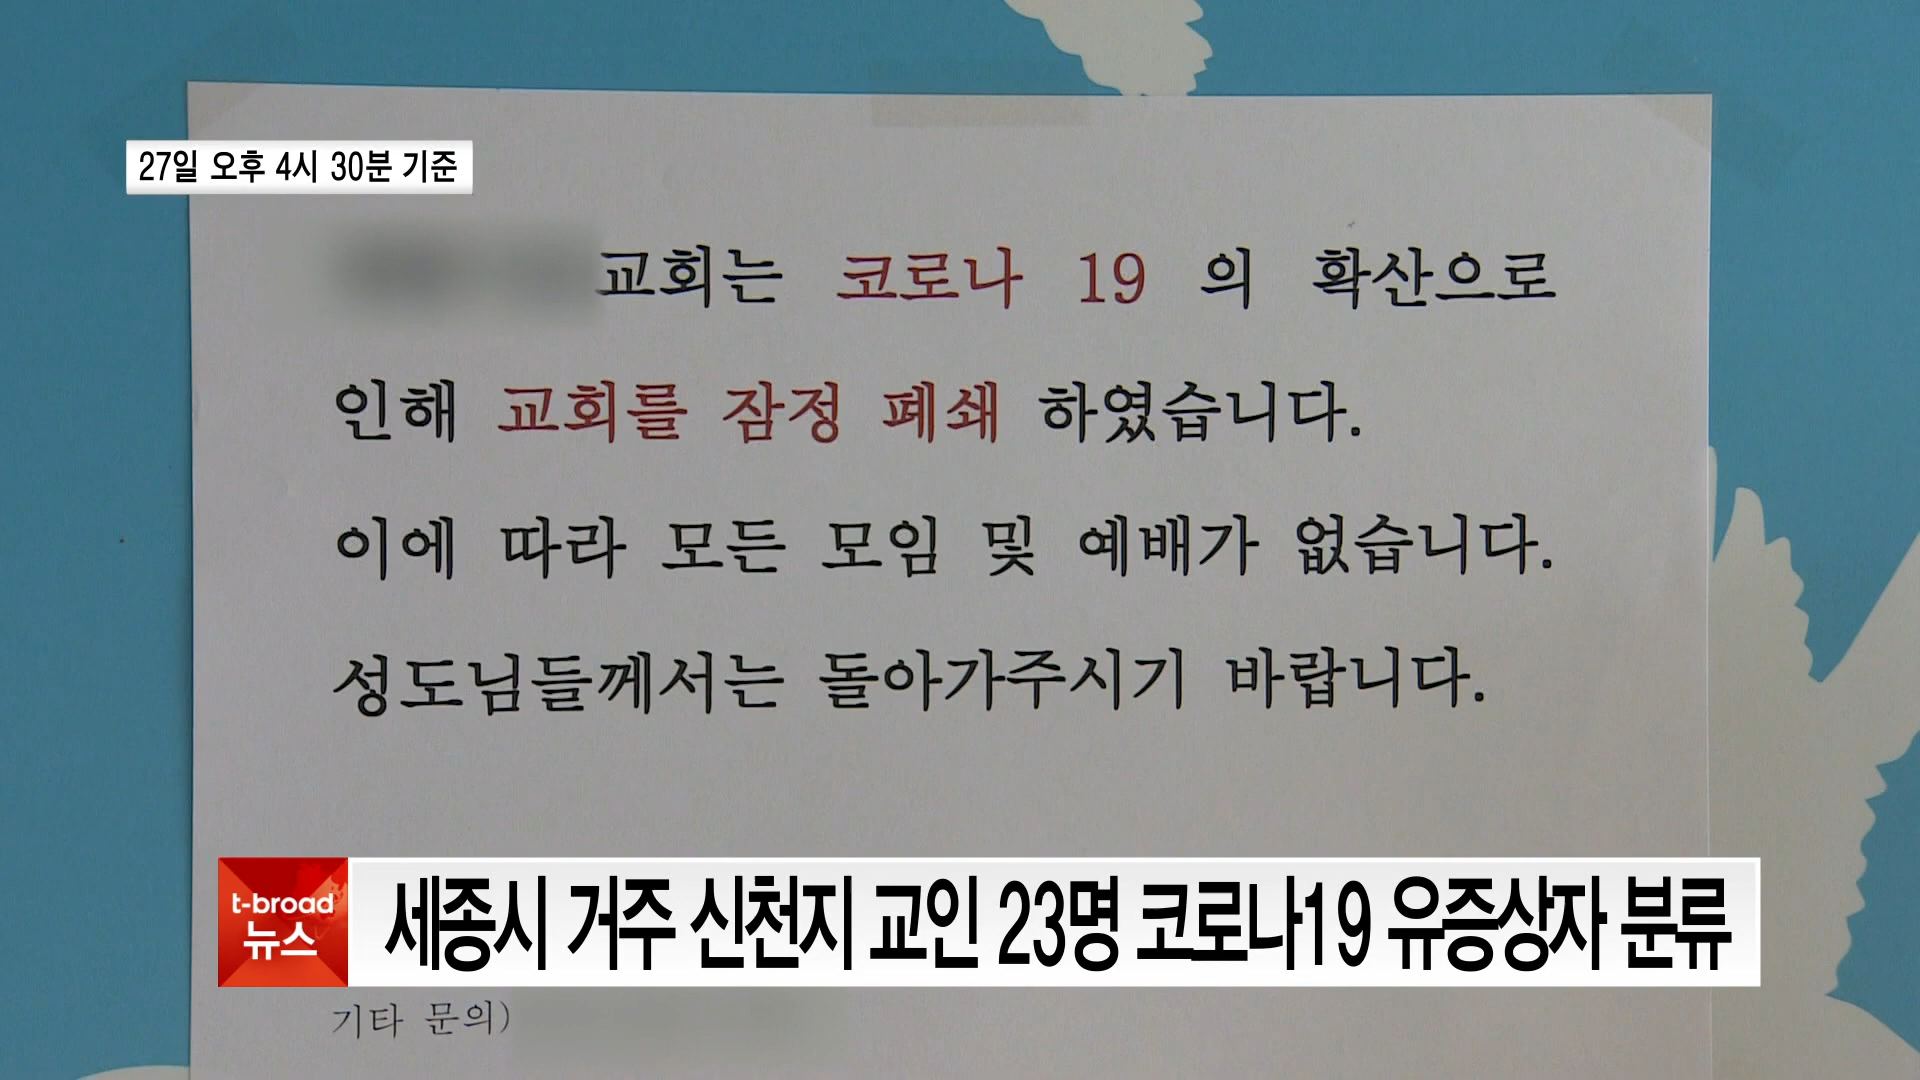 27일 오후 4시 30분 기준
교회는 코로나 19 의 확산으로
인해 교회를 잠정 폐쇄 하였습니다.
이에 따라 모든 모임 및 예배가 없습니다.
성도님들께서는 돌아가주시기 바랍니다.
t-broad
뉴스
세종시 거주 신천지 교인 23명 코로나19 유증상자 분류
기타 문의)